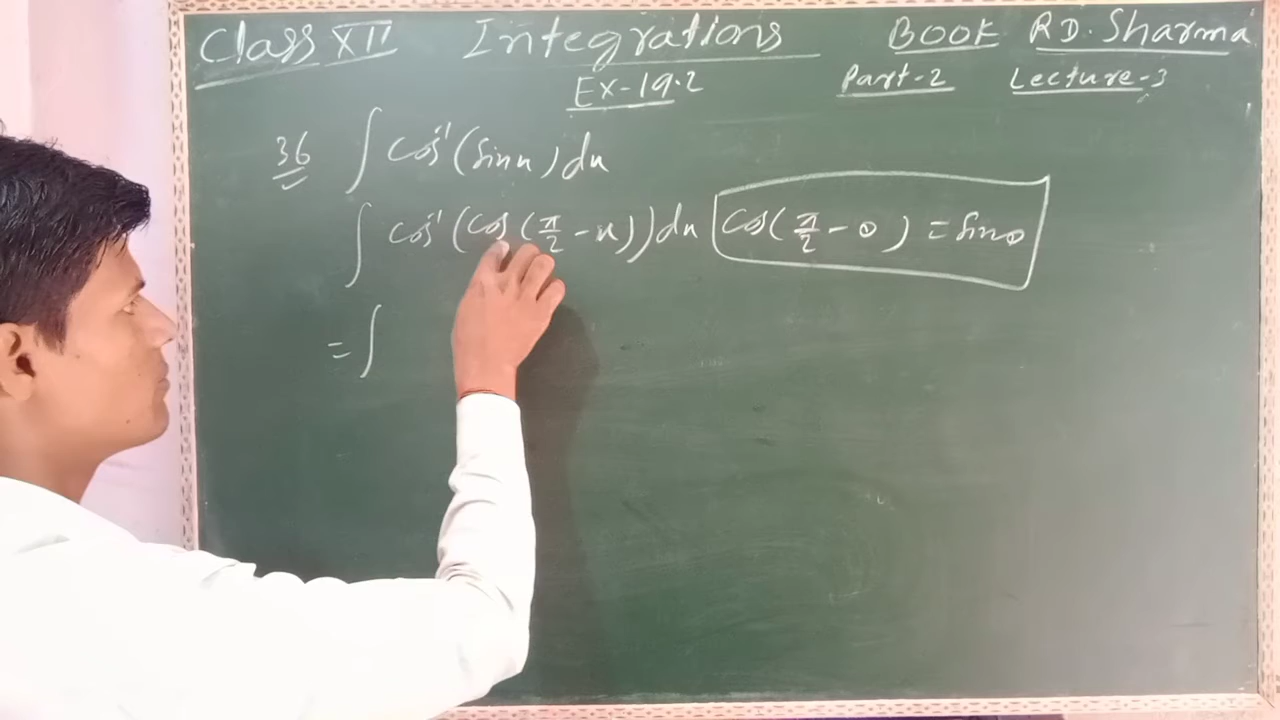 Class XII Integrations Book RD. Sharma
Ex-19.2 Part-2 Lecture-3
36 ∫ Cos⁻¹(Sinx)dx
∫ Cos⁻¹(Cos(π/2 - x))dx Cos(π/2 - θ) = Sinθ
= ∫